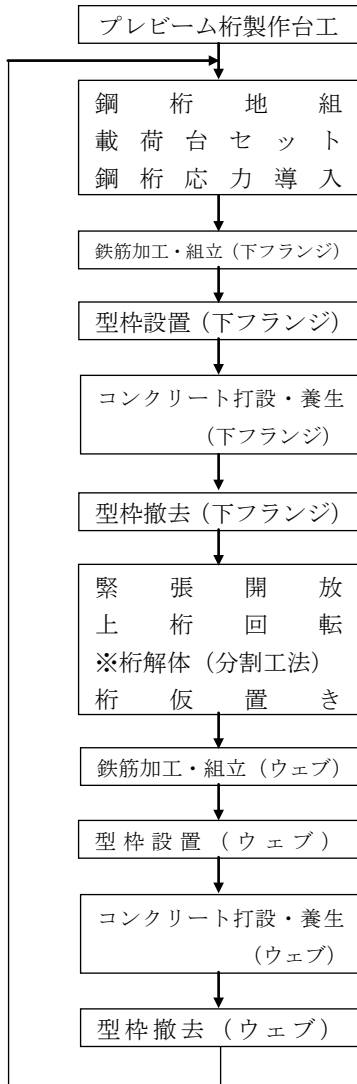 プレビーム桁製作台工
鋼桁地組
載荷台セット
鋼桁応力導入
鉄筋加工・組立（下フランジ）
型枠設置（下フランジ）
コンクリート打設・養生
（下フランジ）
型枠撤去（下フランジ）
緊張開放
上桁回転
※桁解体（分割工法）
桁仮置き
鉄筋加工・組立（ウェブ）
型枠設置（ウェブ）
コンクリート打設・養生
（ウェブ）
型枠撤去（ウェブ）